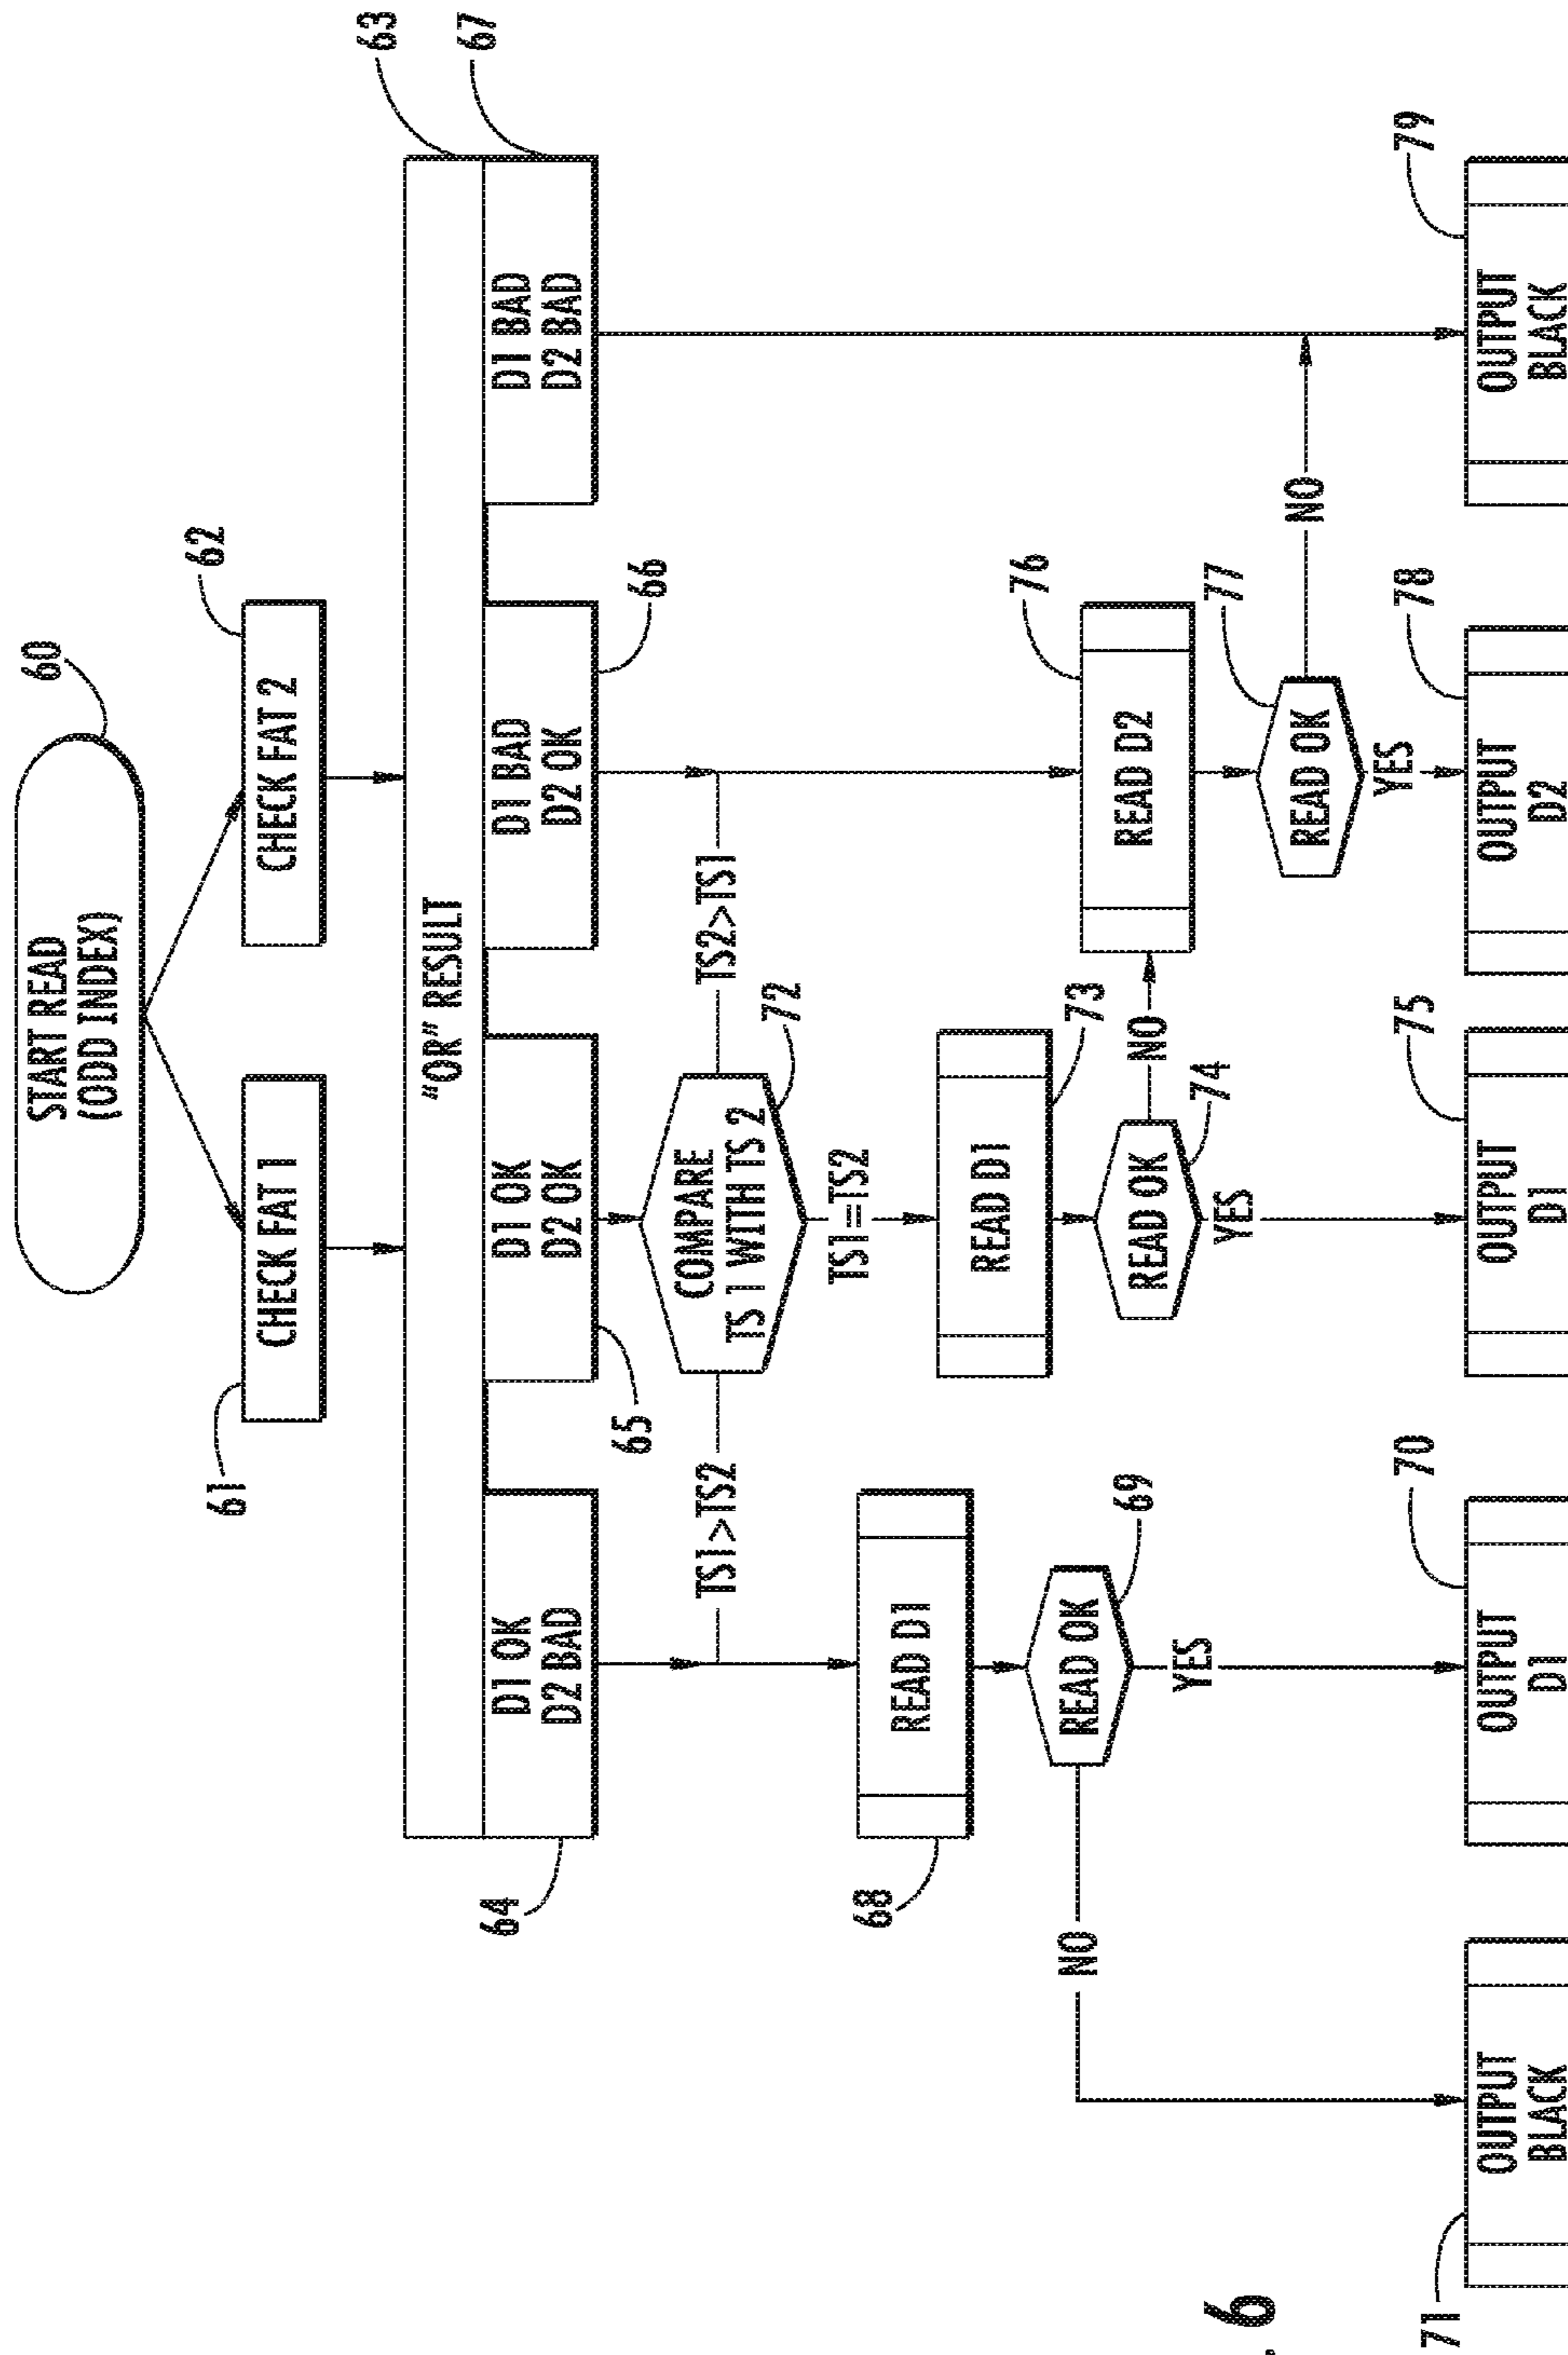 60
START READ
(ODD INDEX)
61
CHECK FAT 1
CHECK FAT 2
62
63
"OR" RESULT
67
64
D1 OK
D2 BAD
D1 OK
D2 OK
D1 BAD
D2 OK
D1 BAD
D2 BAD
65
66
TS1>TS2
COMPARE
TS 1 WITH TS 2
72
TS2>TS1
TS1=TS2
68
READ D1
READ D1
73
READ D2
76
READ OK
69
NO
YES
READ OK
74
NO
YES
READ OK
77
NO
YES
71
OUTPUT
BLACK
OUTPUT
D1
70
OUTPUT
D1
75
OUTPUT
D2
78
OUTPUT
BLACK
79
. 6